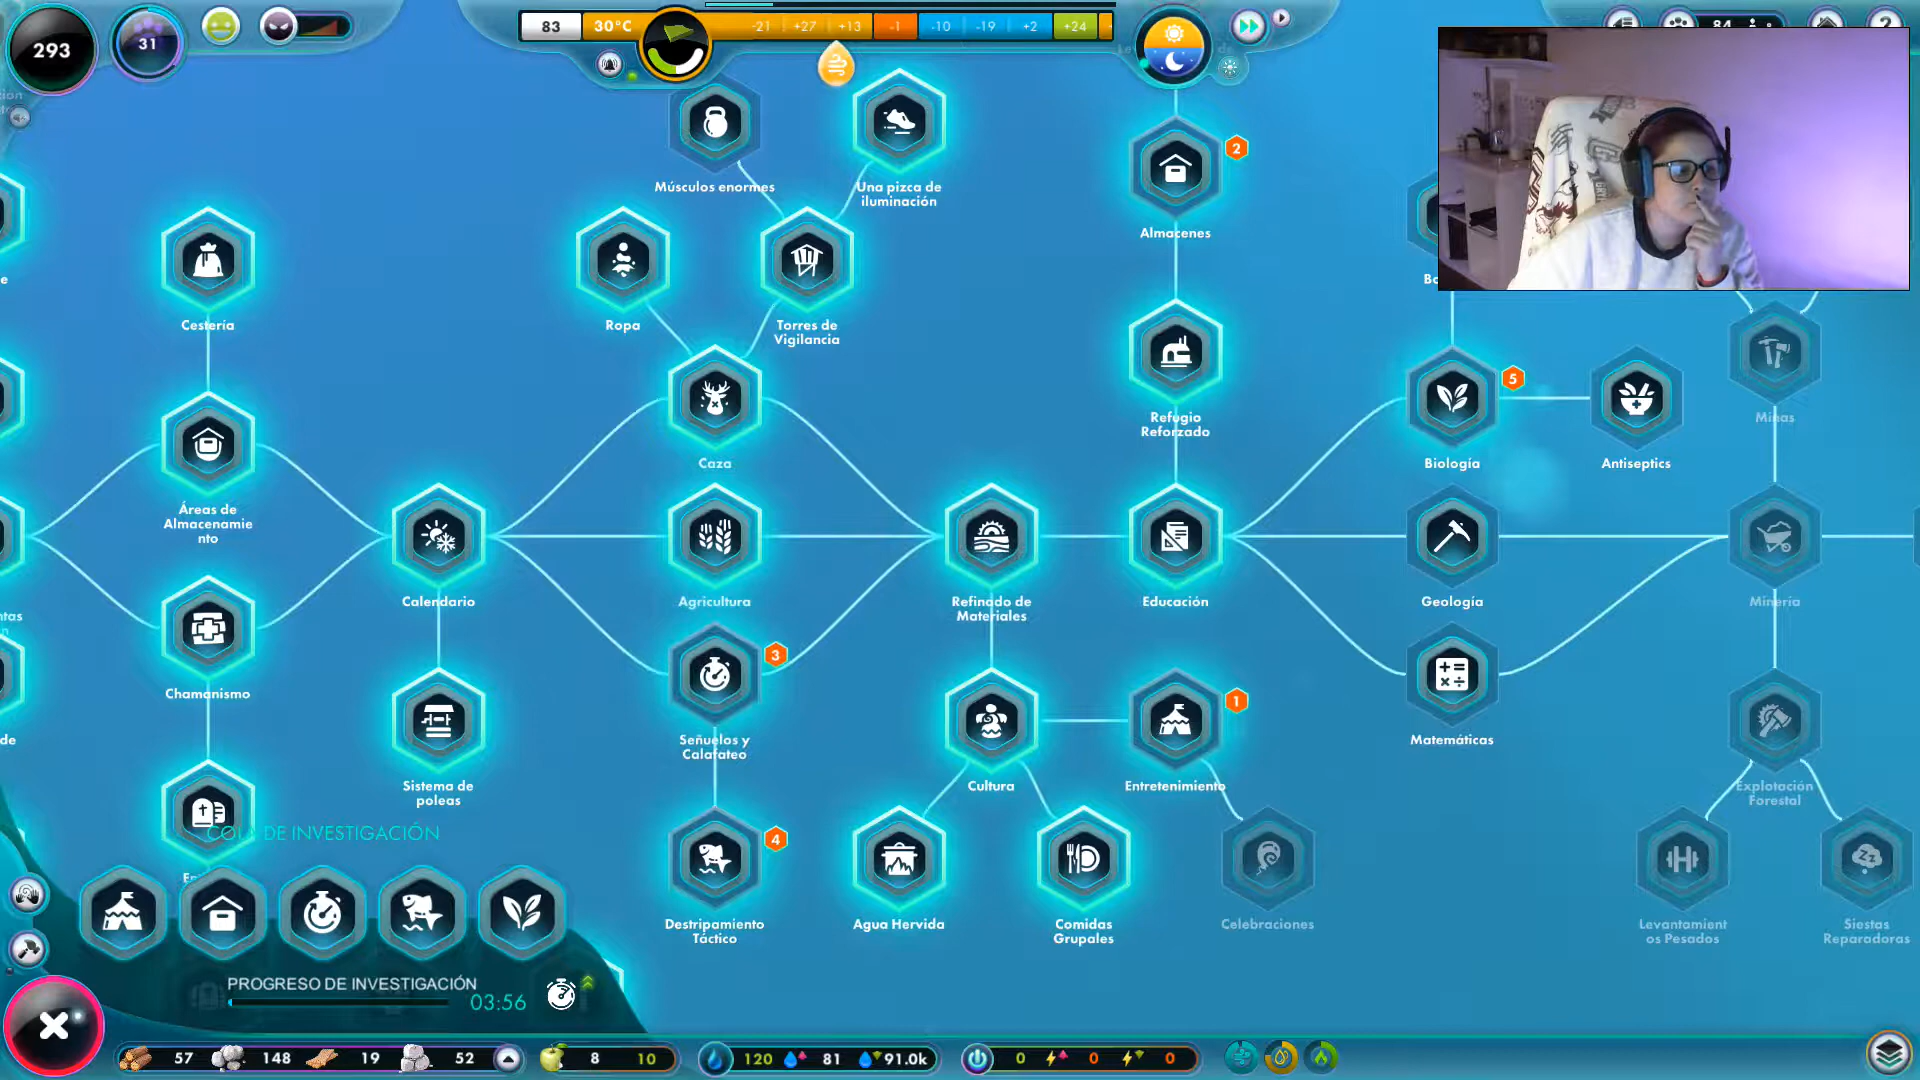 293
31
83
30°C
-21
+27
+13
-1
-10
-19
+2
+24
84
Músculos enormes
Una pizca de
iluminación
2
Almacenes
Cestería
Ropa
Torres de
Vigilancia
Refugio
Reforzado
5
Minas
Caza
Biología
Antiseptics
Áreas de
Almacenamie
nto
Calendario
Agricultura
Refinado de
Materiales
Educación
Geología
Minería
3
Chamanismo
Señuelos y
Calafateo
1
Matemáticas
Sistema de
poleas
Cultura
Entretenimiento
Explotación
Forestal
COLA DE INVESTIGACIÓN
4
Destripamiento
Táctico
Agua Hervida
Comidas
Grupales
Celebraciones
Levantamient
os Pesados
Siestas
Reparadoras
PROGRESO DE INVESTIGACIÓN
03:56
57
148
19
52
8
10
120
81
91.0k
0
0
0